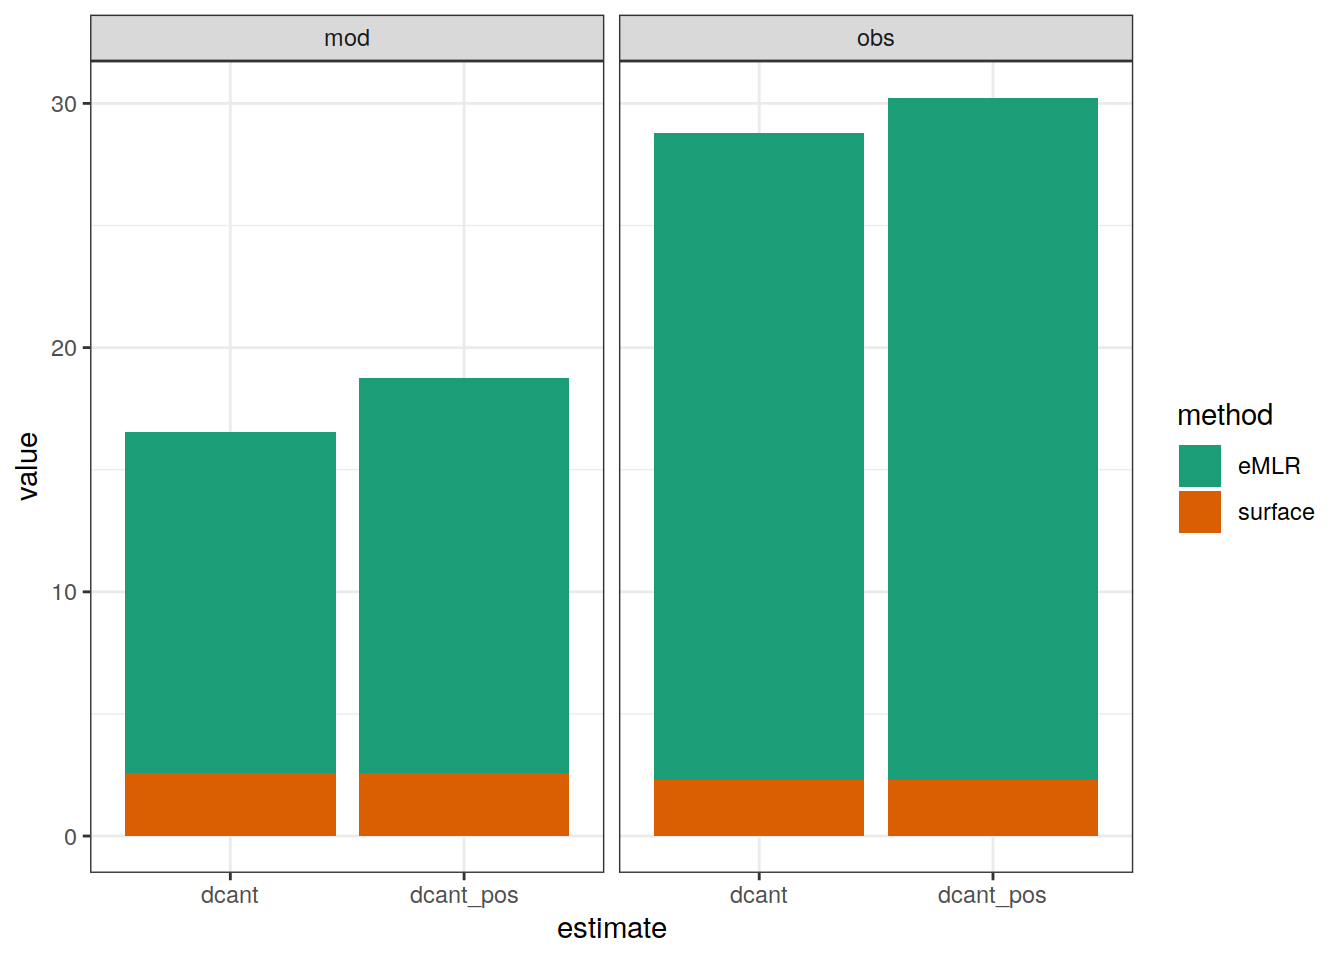 mod
obs
30
20
10
0
value
dcant
dcant_pos
dcant
dcant_pos
estimate
method
eMLR
surface